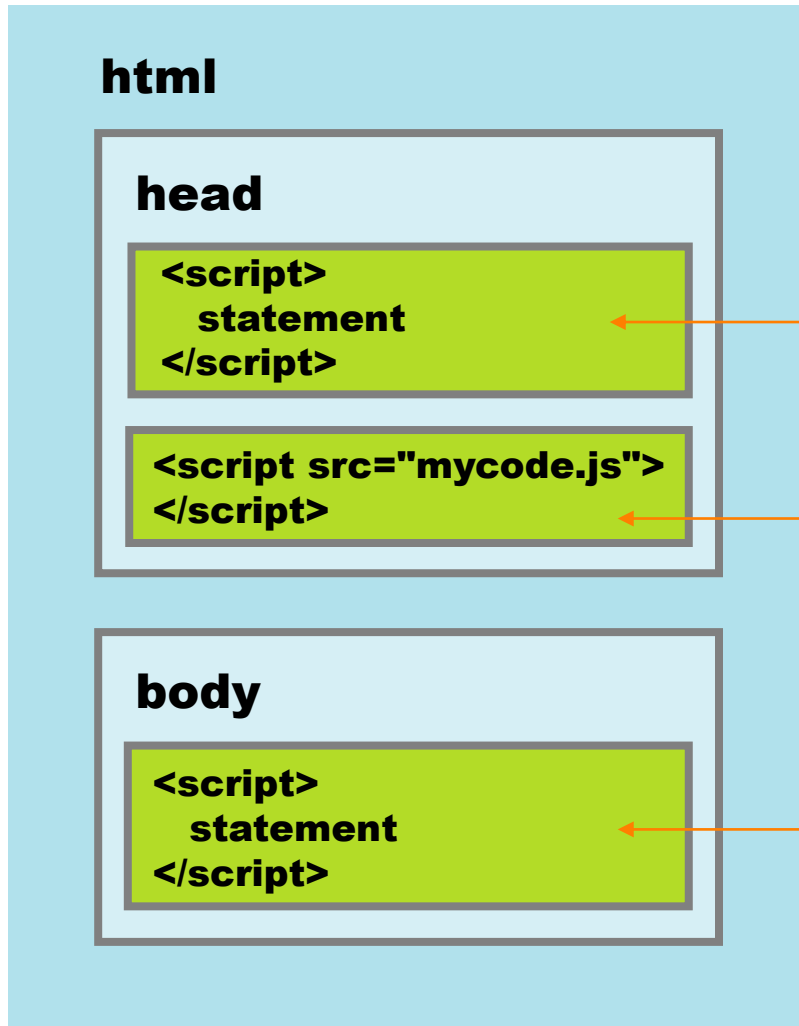 html
head
<script>
statement
</script>
<script src="mycode.js">
</script>
body
<script>
statement
</script>